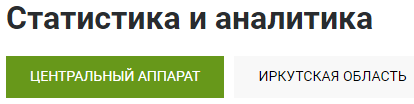 Статистика и аналитика
ЦЕНТРАЛЬНЫЙ АППАРАТ ИРКУТСКАЯ ОБЛАСТЬ